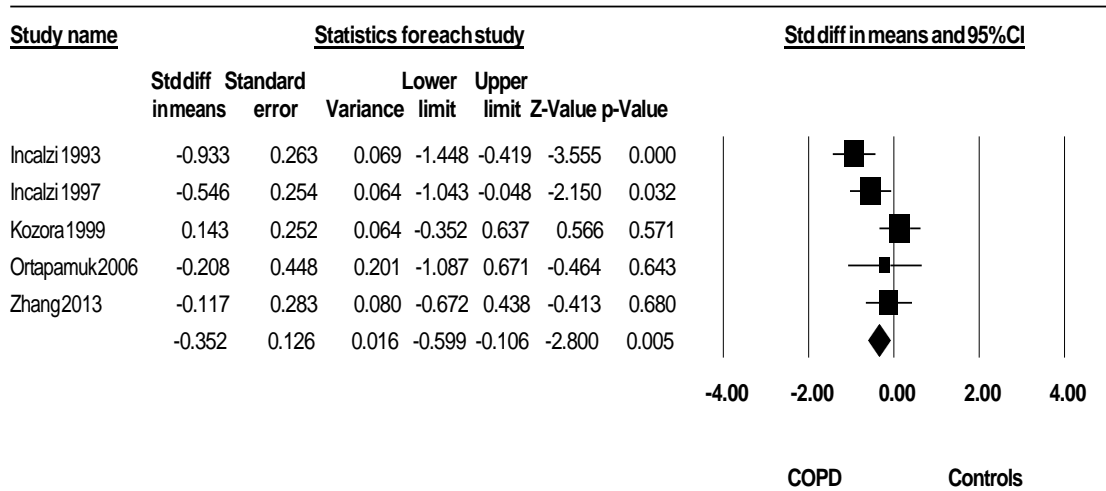 Study name Statistics for each study Std diff in means and 95% CI
Std diff Standard Lower Upper
in means error Variance limit limit Z-Value p-Value
Incalzi 1993 -0.933 0.263 0.069 -1.448 -0.419 -3.555 0.000
Incalzi 1997 -0.546 0.254 0.064 -1.043 -0.048 -2.150 0.032
Kozora 1999 0.143 0.252 0.064 -0.352 0.637 0.566 0.571
Ortapamuk 2006 -0.208 0.448 0.201 -1.087 0.671 -0.464 0.643
Zhang 2013 -0.117 0.283 0.080 -0.672 0.438 -0.413 0.680
-0.352 0.126 0.016 -0.599 -0.106 -2.800 0.005
-4.00 -2.00 0.00 2.00 4.00
COPD Controls